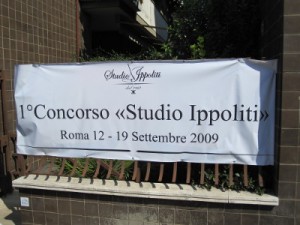 Studio Ippoliti
1°Concorso «Studio Ippoliti»
Roma 12 - 19 Settembre 2009